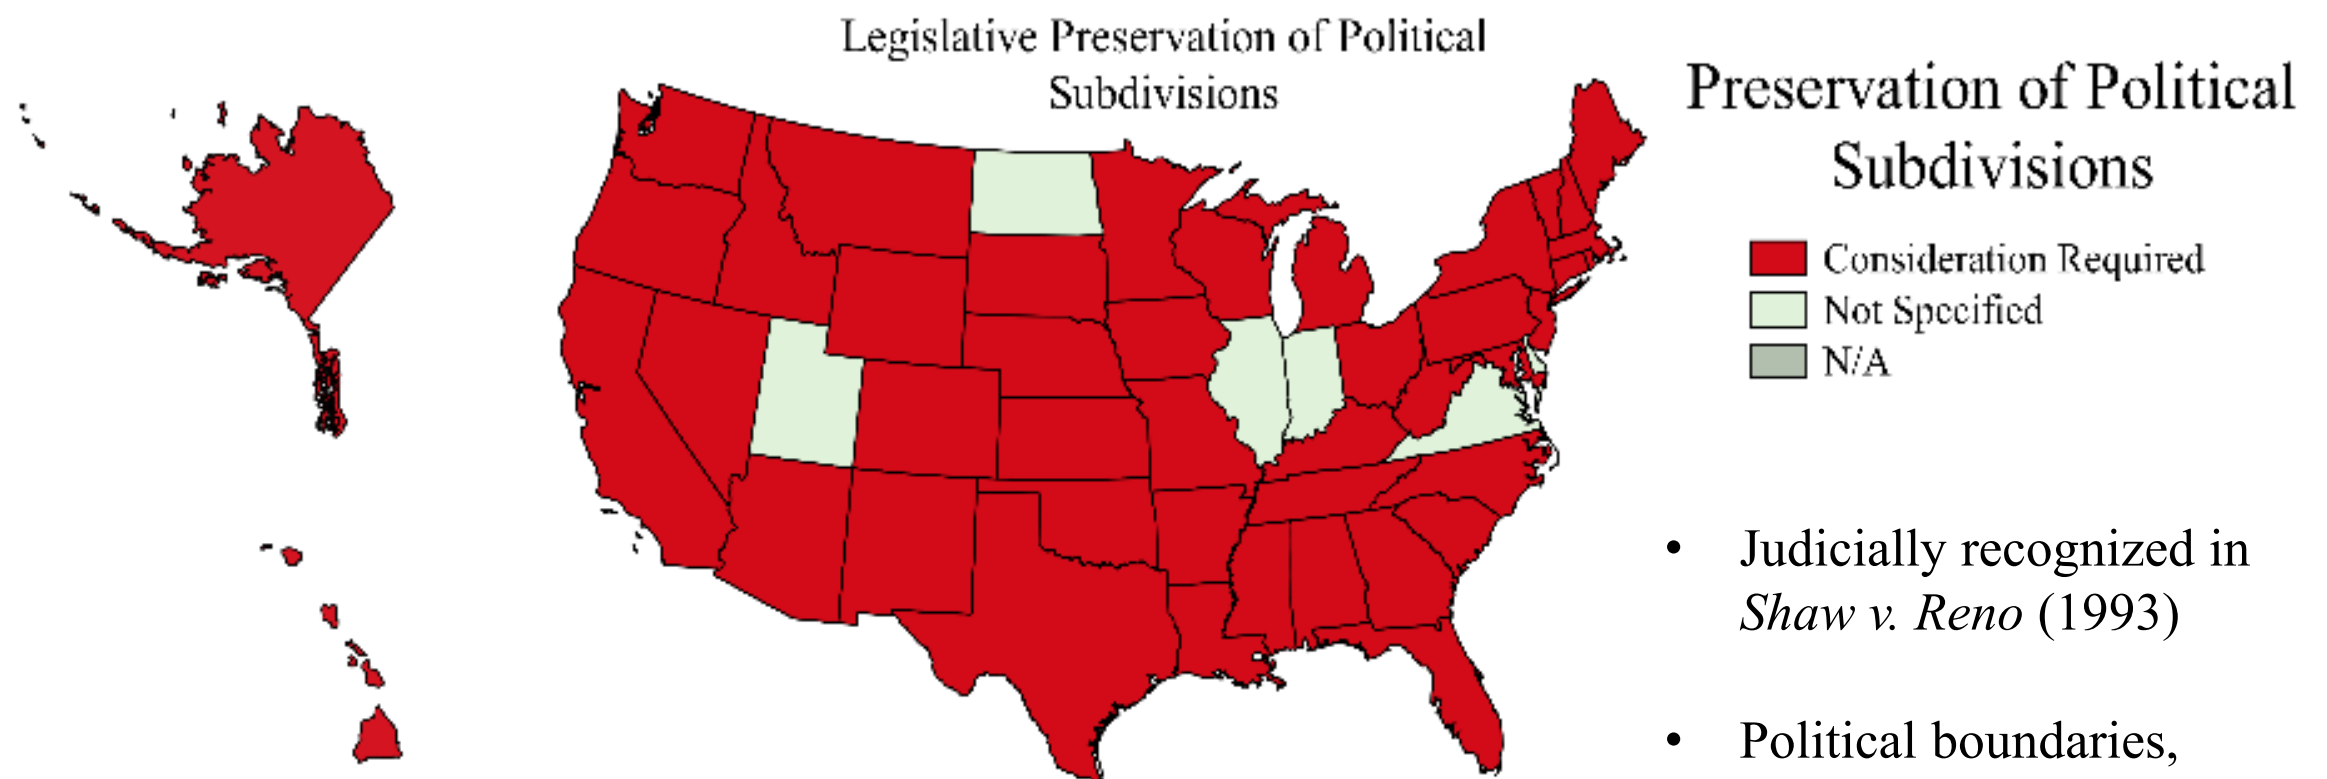 Legislative Preservation of Political
Subdivisions
Preservation of Political
Subdivisions
Consideration Required
Not Specified
N/A
• Judicially recognized in
Shaw v. Reno (1993)
• Political boundaries,